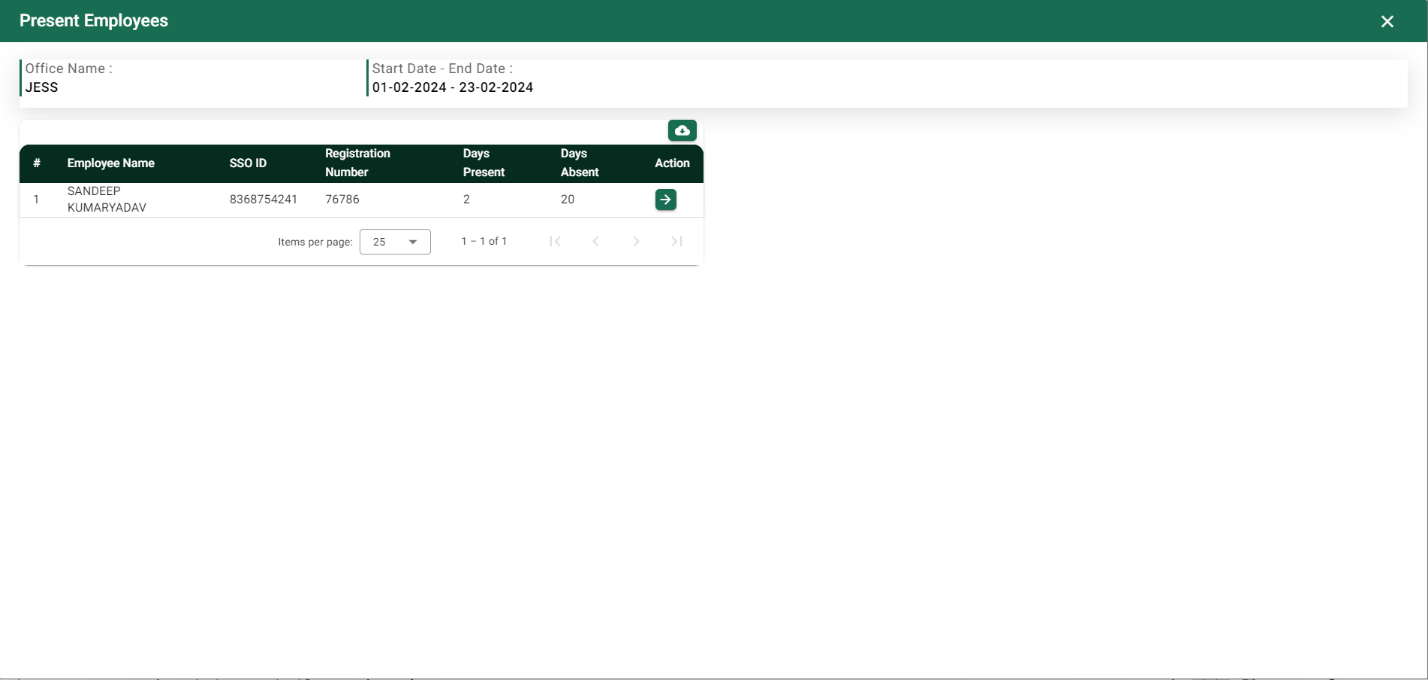 Present Employees
Office Name :
JESS
Start Date - End Date :
01-02-2024 - 23-02-2024
# Employee Name SSO ID Registration Number Days Present Days Absent Action
1 SANDEEP KUMARYADAV 8368754241 76786 2 20
Items per page: 25 1 – 1 of 1